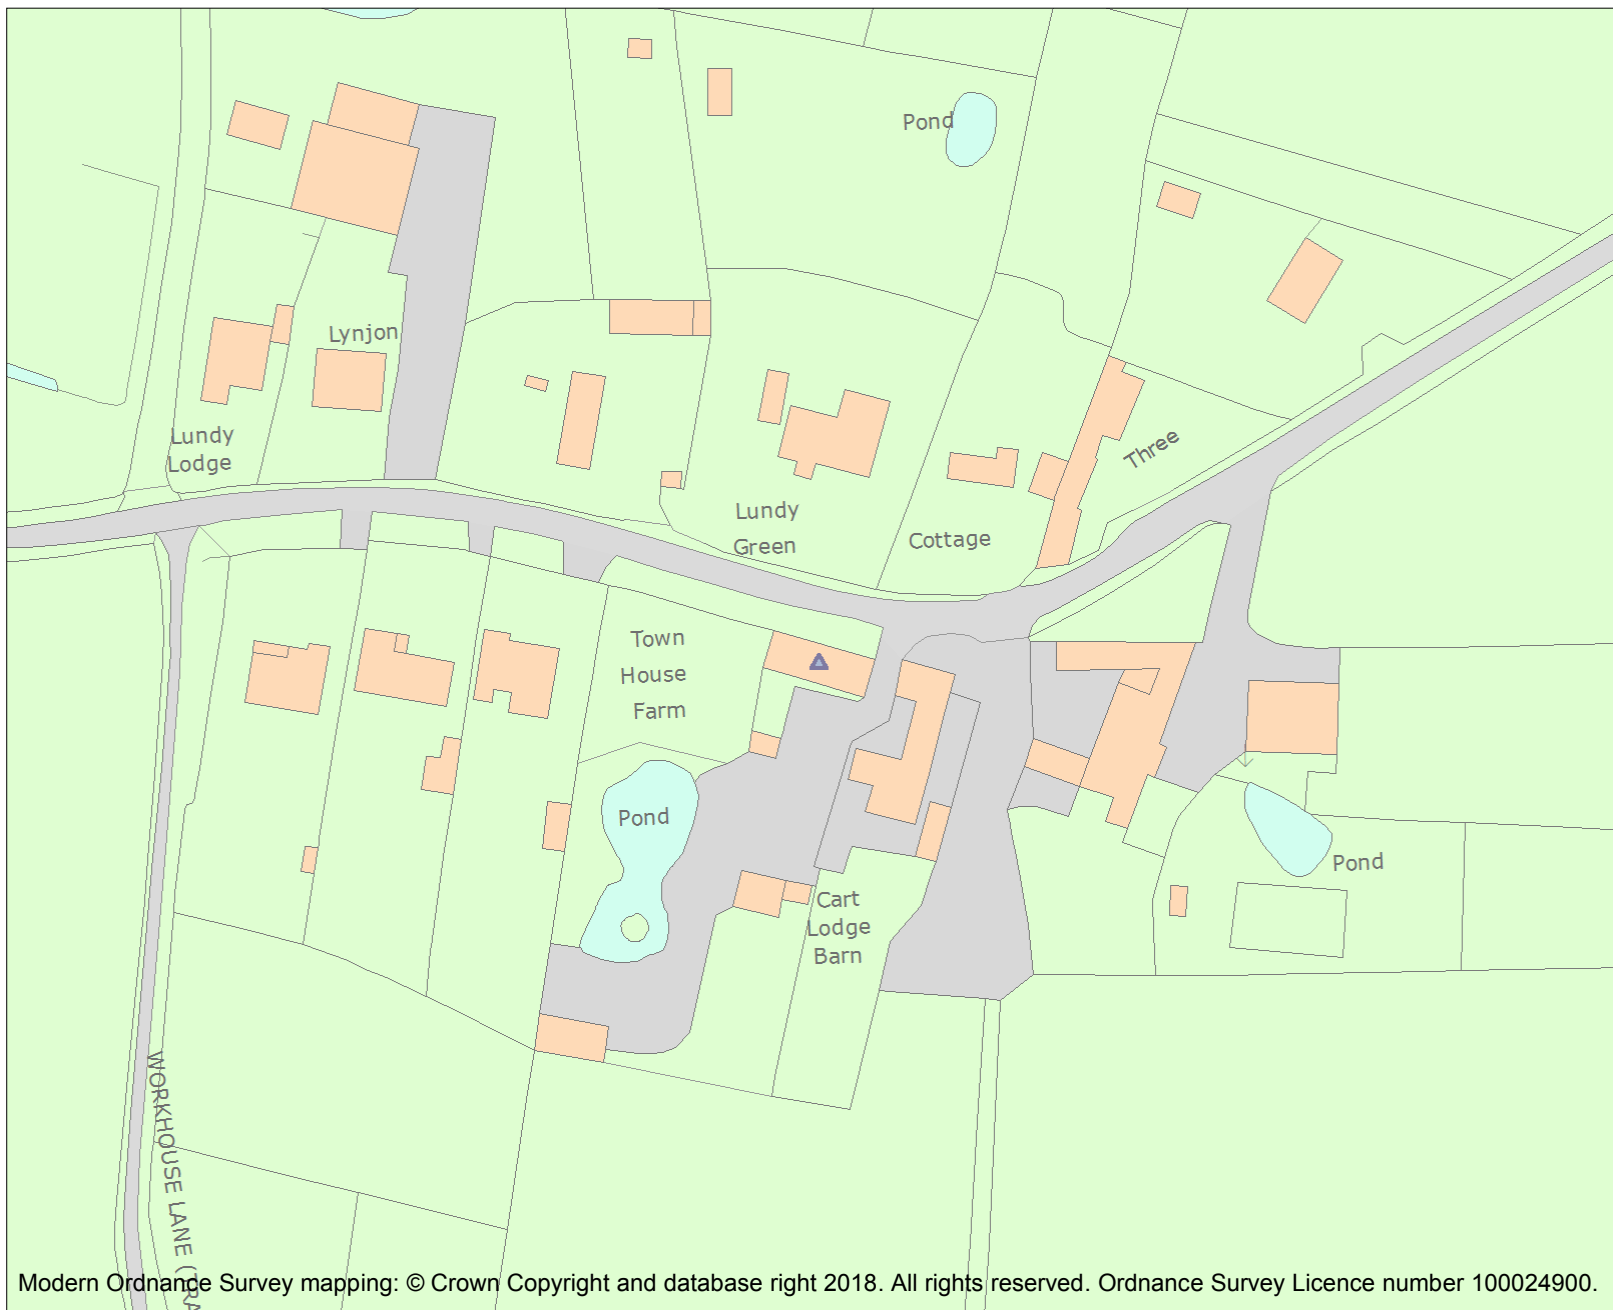 Pond
Lynjon
Lundy
Lodge
Three
Lundy
Green
Cottage
Town
House
Farm
Pond
Pond
Cart
Lodge
Barn
WORKHOUSE LANE (TRA
Modern Ordnance Survey mapping: © Crown Copyright and database right 2018. All rights reserved. Ordnance Survey Licence number 100024900.